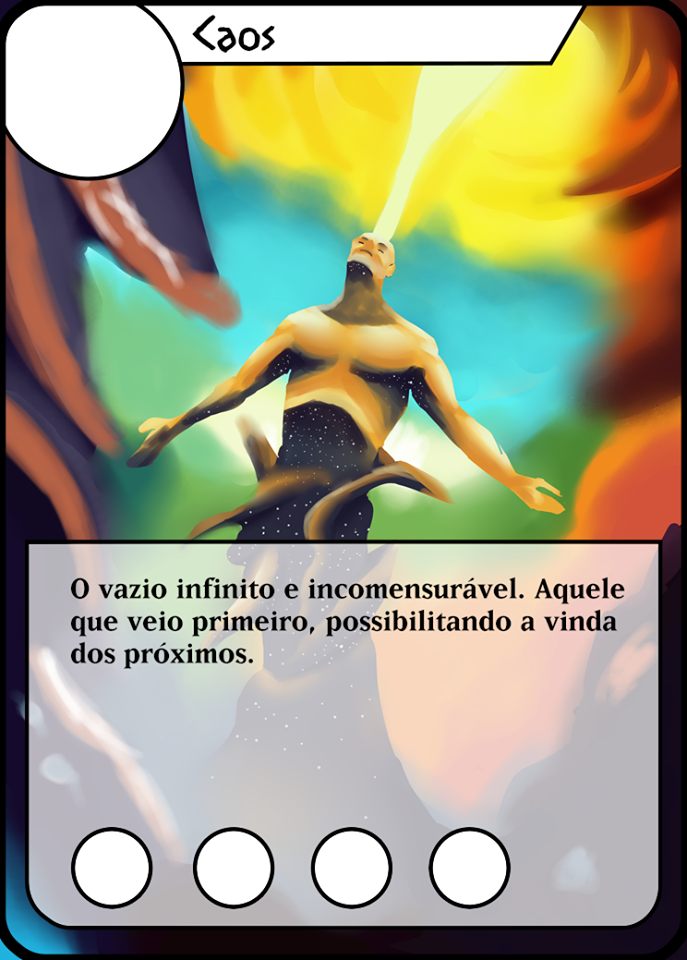 Caos
O vazio infinito e incomensurável. Aquele
que veio primeiro, possibilitando a vinda
dos próximos.